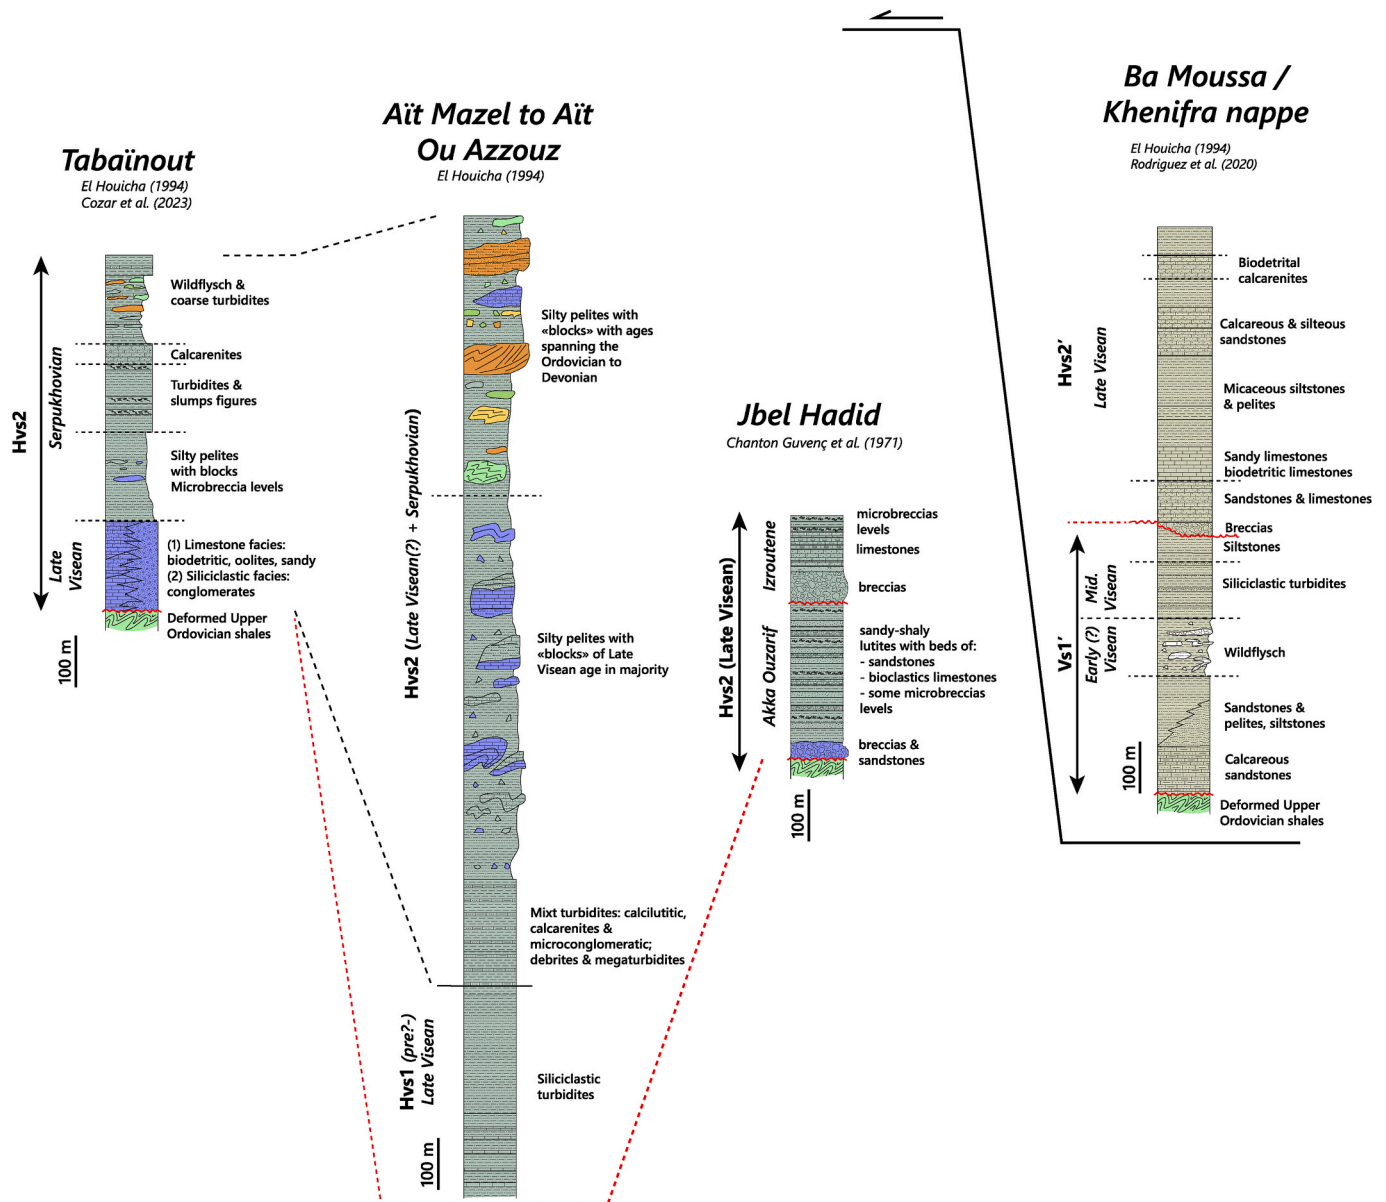 Tabaïnout
El Houicha (1994)
Cozar et al. (2023)
Hvs2
Serpukhovian
Late
Visean
Wildflysch &
coarse turbidites
Calcarenites
Turbidites &
slumps figures
Silty pelites
with blocks
Microbreccia levels
(1) Limestone facies:
biodetritic, oolites, sandy
(2) Siliciclastic facies:
conglomerates
Deformed Upper
Ordovician shales
100 m
Aït Mazel to Aït
Ou Azzouz
El Houicha (1994)
Hvs2 (Late Visean(?) + Serpukhovian)
Silty pelites with
«blocks» with ages
spanning the
Ordovician to
Devonian
Silty pelites with
«blocks» of Late
Visean age in majority
Mixt turbidites: calcilutitic,
calcarenites &
microconglomeratic;
debrites & megaturbidites
Hvs1 (pre?-)
Late Visean
Siliciclastic
turbidites
100 m
Jbel Hadid
Chanton Guvenç et al. (1971)
Hvs2 (Late Visean)
Izroutene
Akka Ouzarif
microbreccias
levels
limestones
breccias
sandy-shaly
lutites with beds of:
- sandstones
- bioclastics limestones
- some microbreccias
levels
breccias &
sandstones
100 m
Ba Moussa /
Khenifra nappe
El Houicha (1994)
Rodriguez et al. (2020)
Hvs2'
Late Visean
Vs1'
Mid.
Visean
Early (?)
Visean
Biodetrital
calcarenites
Calcareous & silteous
sandstones
Micaceous siltstones
& pelites
Sandy limestones
biodetritic limestones
Sandstones & limestones
Breccias
Siltstones
Siliciclastic turbidites
Wildflysch
Sandstones &
pelites, siltstones
Calcareous
sandstones
Deformed Upper
Ordovician shales
100 m